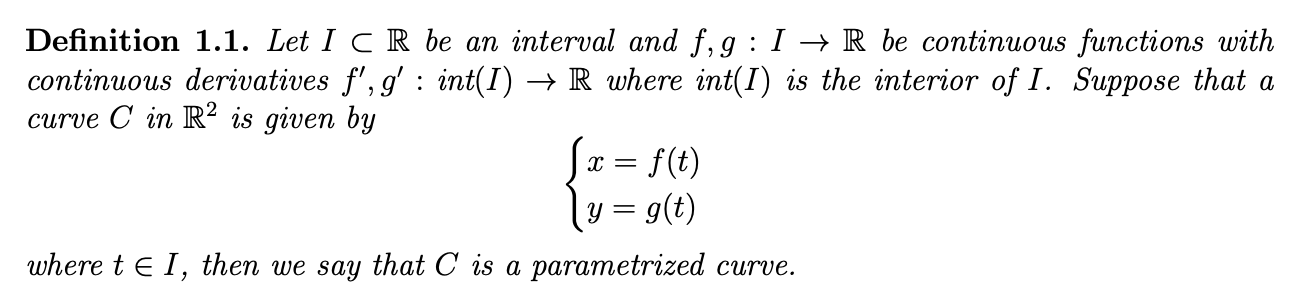 Definition 1.1. Let I ⊂ ℝ be an interval and f, g : I → ℝ be continuous functions with
continuous derivatives f′, g′ : int(I) → ℝ where int(I) is the interior of I. Suppose that a
curve C in ℝ² is given by
{ x = f(t)
y = g(t)
where t ∈ I, then we say that C is a parametrized curve.